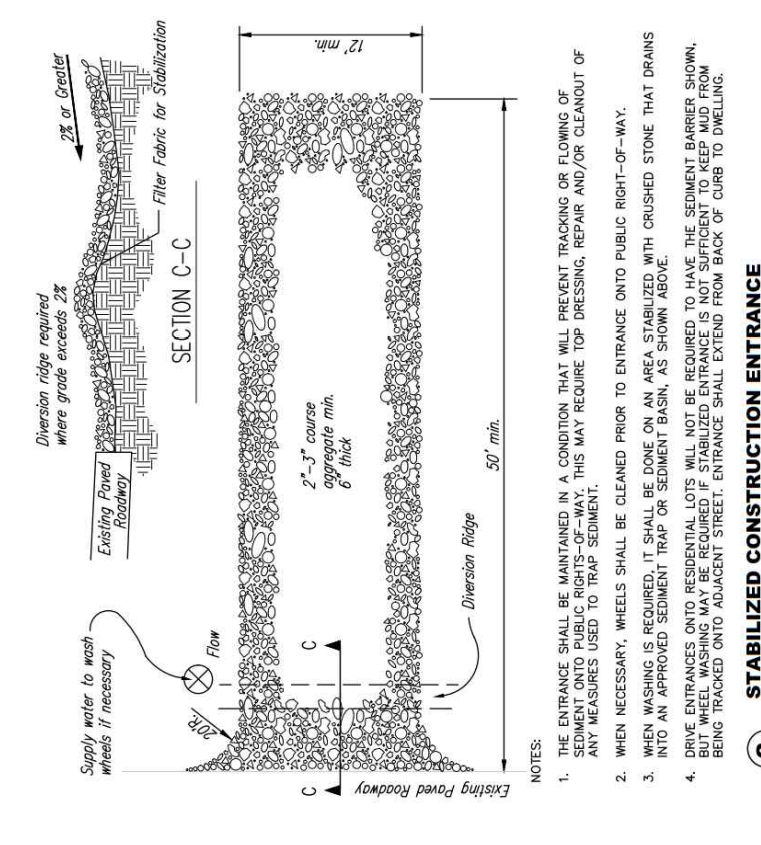 Supply water to wash
wheels if necessary
Existing Paved
Roadway
Diversion ridge required
where grade exceeds 2%
2% or Greater
Filter Fabric for Stabilization
SECTION C-C
Flow
20'R.
C
C
Existing Paved Roadway
2"-3" course
aggregate min.
6" thick
12' min.
Diversion Ridge
50' min.
NOTES:
1. THE ENTRANCE SHALL BE MAINTAINED IN A CONDITION THAT WILL PREVENT TRACKING OR FLOWING OF
SEDIMENT ONTO PUBLIC RIGHTS-OF-WAY. THIS MAY REQUIRE TOP DRESSING, REPAIR AND/OR CLEANOUT OF
ANY MEASURES USED TO TRAP SEDIMENT.
2. WHEN NECESSARY, WHEELS SHALL BE CLEANED PRIOR TO ENTRANCE ONTO PUBLIC RIGHT-OF-WAY.
3. WHEN WASHING IS REQUIRED, IT SHALL BE DONE ON AN AREA STABILIZED WITH CRUSHED STONE THAT DRAINS
INTO AN APPROVED SEDIMENT TRAP OR SEDIMENT BASIN, AS SHOWN ABOVE.
4. DRIVE ENTRANCES ONTO RESIDENTIAL LOTS WILL NOT BE REQUIRED TO HAVE THE SEDIMENT BARRIER SHOWN,
BUT WHEEL WASHING MAY BE REQUIRED IF STABILIZED ENTRANCE IS NOT SUFFICIENT TO KEEP MUD FROM
BEING TRACKED ONTO ADJACENT STREET. ENTRANCE SHALL EXTEND FROM BACK OF CURB TO DWELLING.
STABILIZED CONSTRUCTION ENTRANCE